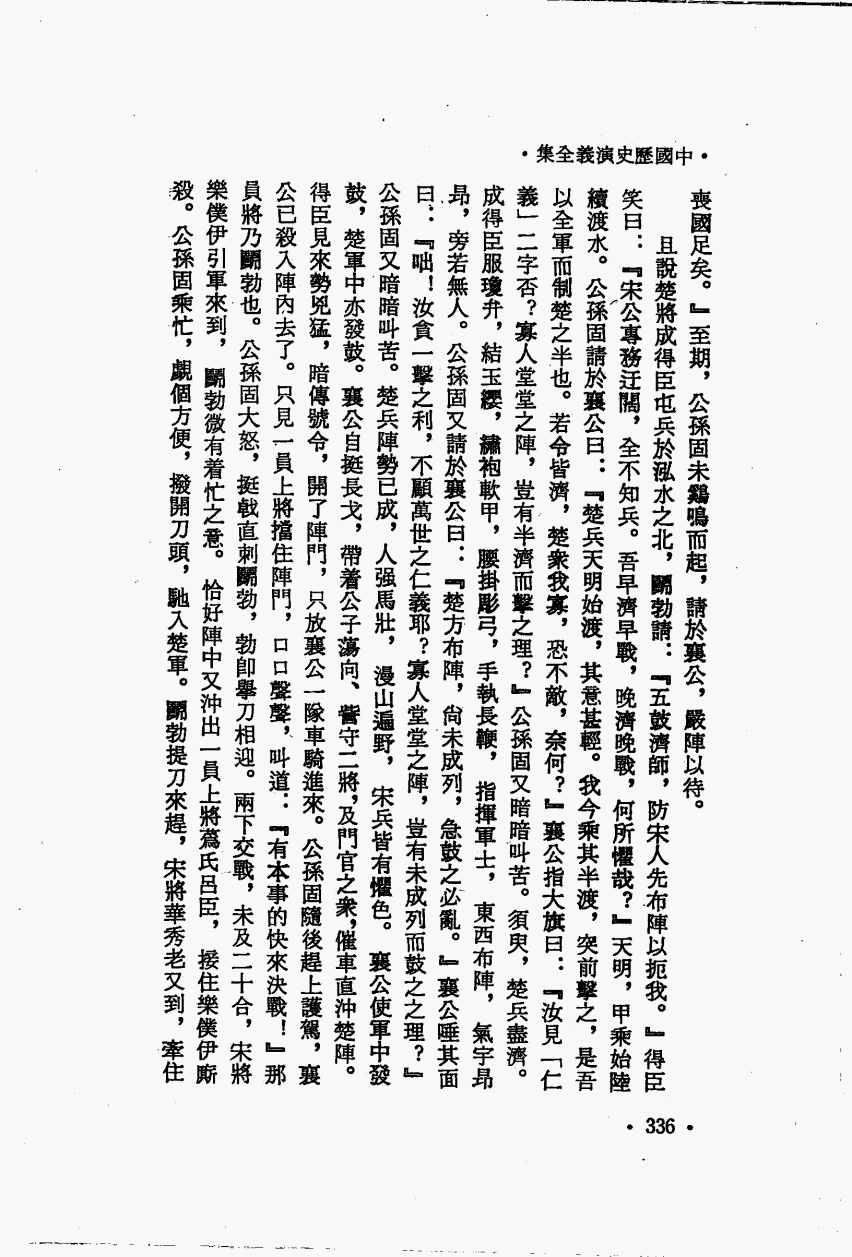 •中國歷史演義全集•
喪國足矣。』至期，公孫固未鷄鳴而起，請於襄公，嚴陣以待。
且說楚將成得臣屯兵於泓水之北，鬭勃請：『五鼓濟師，防宋人先布陣以扼我。』得臣
笑曰：『宋公專務迂闊，全不知兵。吾早濟早戰，晚濟晚戰，何所懼哉？』天明，甲乘始陸
續渡水。公孫固請於襄公曰：『楚兵天明始渡，其意甚輕。我今乘其半渡，突前擊之，是吾
以全軍而制楚之半也。若令皆濟，楚衆我寡，恐不敵，奈何？』襄公指大旗曰：『汝見「仁
義」二字否？寡人堂堂之陣，豈有半濟而擊之理？』公孫固又暗暗叫苦。須臾，楚兵盡濟。
成得臣服瓊弁，結玉纓，繡袍軟甲，腰掛彫弓，手執長鞭，指揮軍士，東西布陣，氣宇昂
昂，旁若無人。公孫固又請於襄公曰：『楚方布陣，尙未成列，急鼓之必亂。』襄公唾其面
曰：『咄！汝貪一擊之利，不顧萬世之仁義耶？寡人堂堂之陣，豈有未成列而鼓之之理？』
公孫固又暗暗叫苦。楚兵陣勢已成，人强馬壯，漫山遍野，宋兵皆有懼色。襄公使軍中發
鼓，楚軍中亦發鼓。襄公自挺長戈，帶着公子蕩向、訾守二將，及門官之衆，催車直沖楚陣。
得臣見來勢兇猛，暗傳號令，開了陣門，只放襄公一隊車騎進來。公孫固隨後趕上護駕，襄
公已殺入陣內去了。只見一員上將擋住陣門，口口聲聲，叫道：『有本事的快來決戰！』那
員將乃鬭勃也。公孫固大怒，挺戟直刺鬭勃，勃卽擧刀相迎。兩下交戰，未及二十合，宋將
樂僕伊引軍來到，鬭勃微有着忙之意。恰好陣中又沖出一員上將蔿氏呂臣，接住樂僕伊廝
殺。公孫固乘忙，覷個方便，撥開刀頭，馳入楚軍。鬭勃提刀來趕，宋將華秀老又到，牽住
•336•